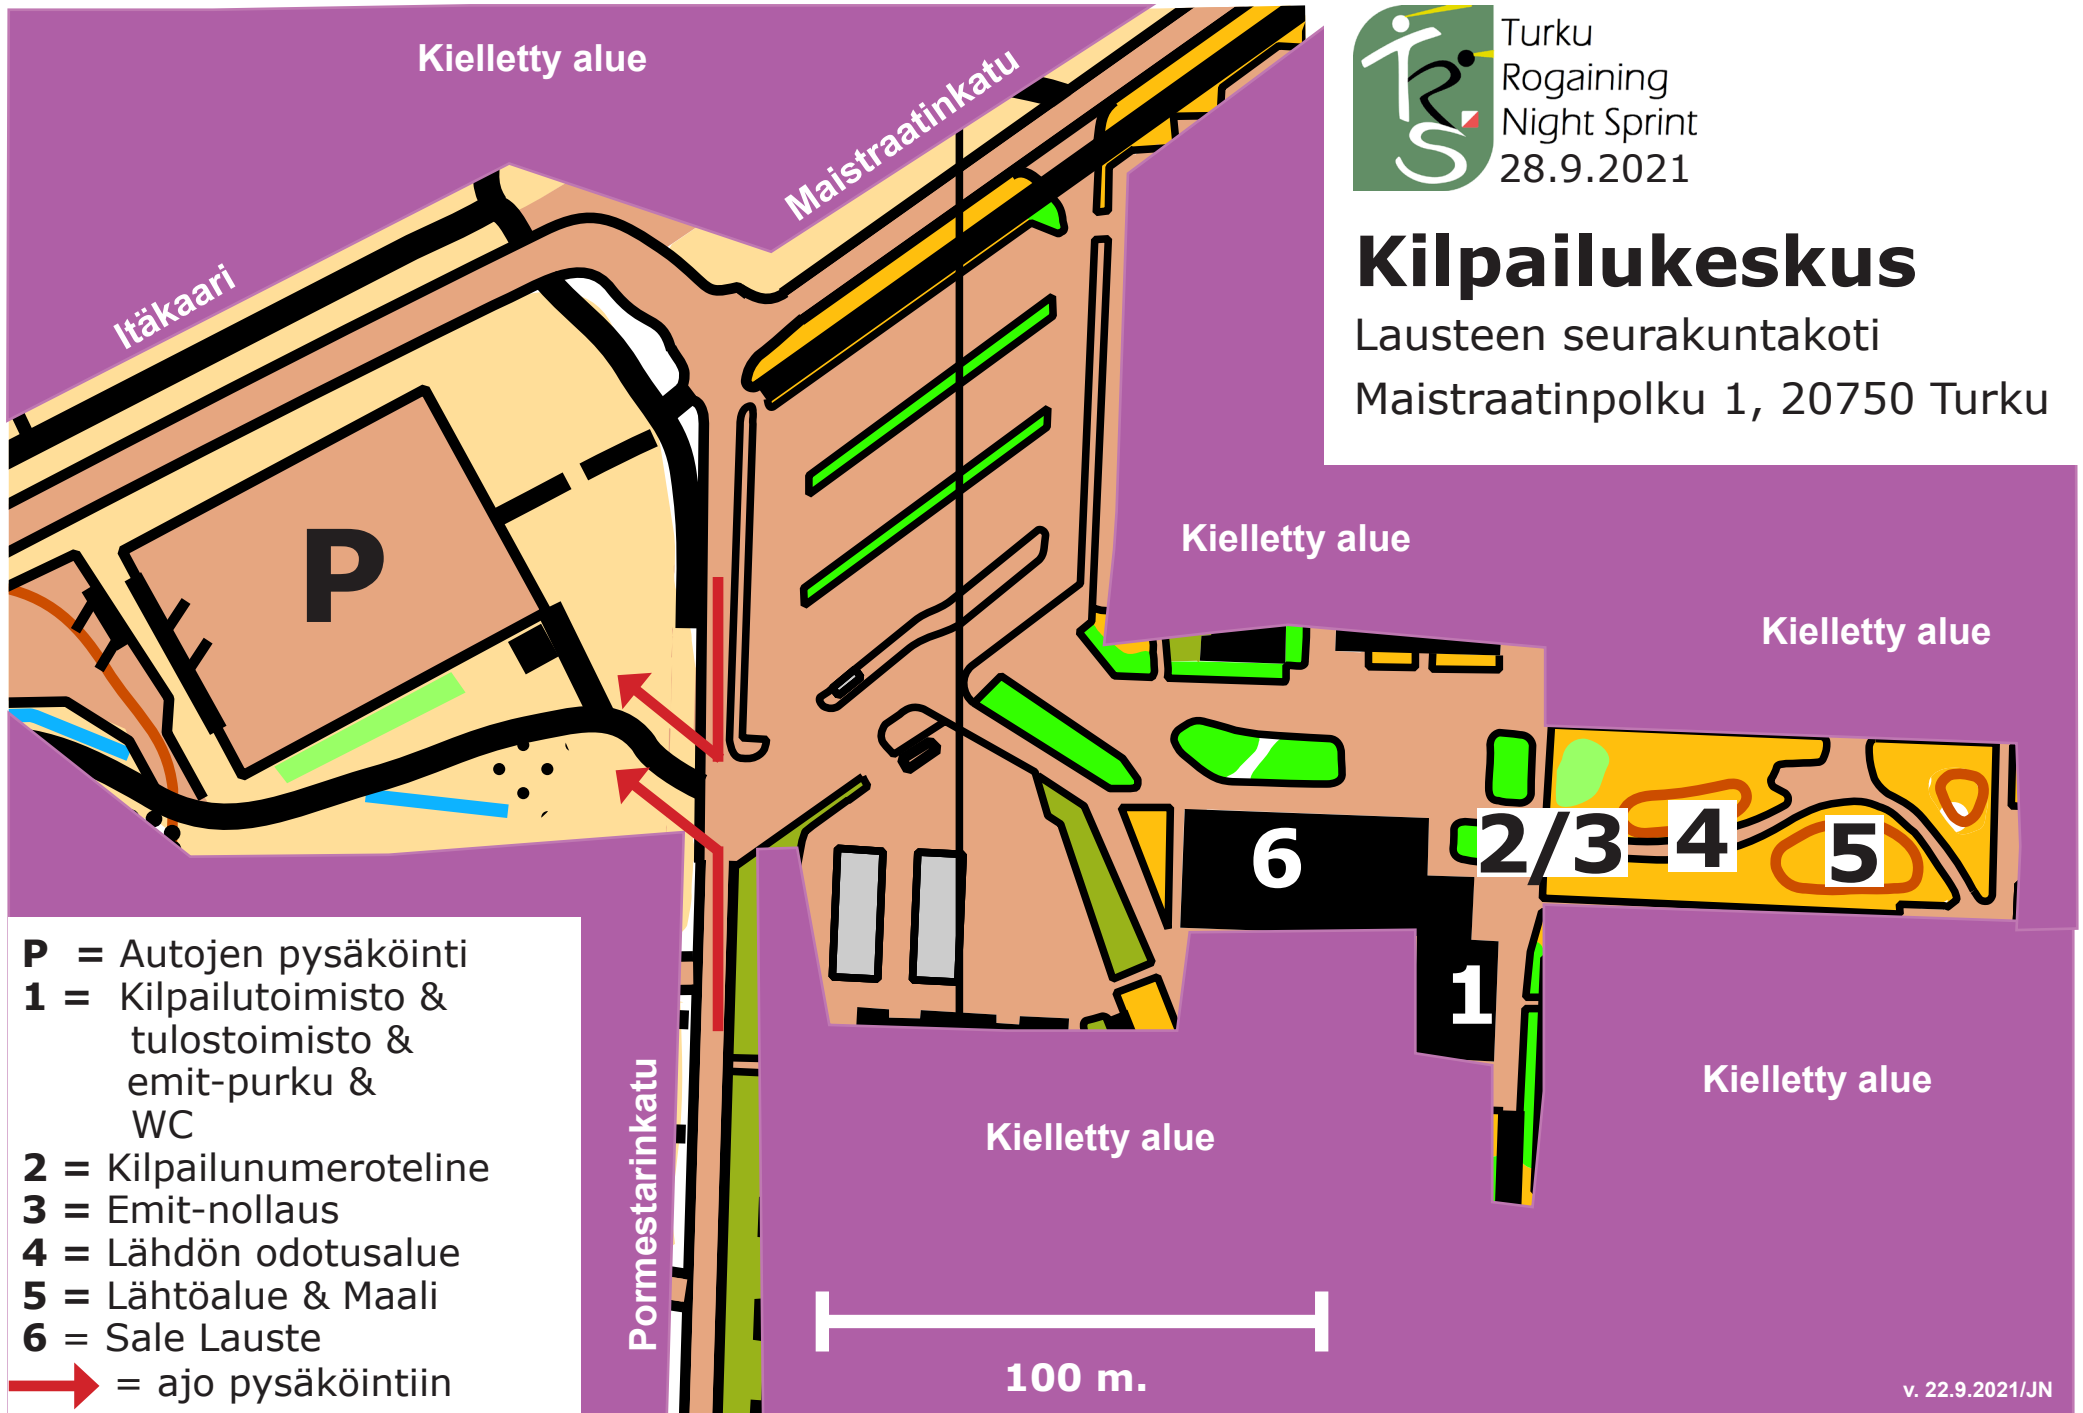 Kielletty alue
Maistraatinkatu
Itäkaari
TRS
Turku
Rogaining
Night Sprint
28.9.2021
Kilpailukeskus
Lausteen seurakuntakoti
Maistraatinpolku 1, 20750 Turku
P
Kielletty alue
Kielletty alue
2/3
4
5
6
1
P = Autojen pysäköinti
1 = Kilpailutoimisto &
tulostoimisto &
emit-purku &
WC
2 = Kilpailunumeroteline
3 = Emit-nollaus
4 = Lähdön odotusalue
5 = Lähtöalue & Maali
6 = Sale Lauste
= ajo pysäköintiin
Pormestarinkatu
Kielletty alue
Kielletty alue
100 m.
v. 22.9.2021/JN